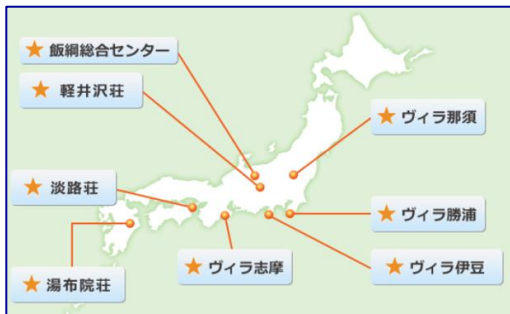 ★ 飯綱総合センター
★ 軽井沢荘
★ ヴィラ那須
★ 淡路荘
★ ヴィラ勝浦
★ ヴィラ志摩
★ ヴィラ伊豆
★ 湯布院荘